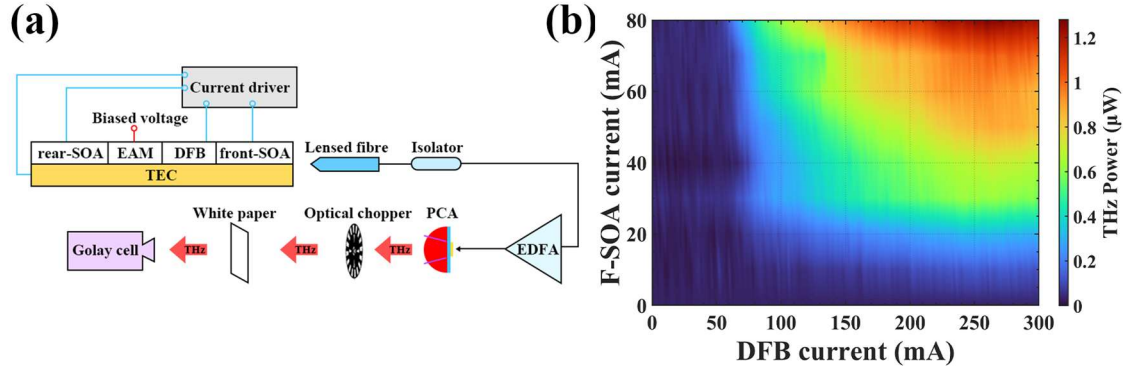 (a)
Current driver
Biased voltage
rear-SOA EAM DFB front-SOA
TEC
Lensed fibre Isolator
White paper Optical chopper PCA
Golay cell THz THz THz EDFA
(b)
F-SOA current (mA)
80
60
40
20
0
0 50 100 150 200 250 300
DFB current (mA)
1.2
1
0.8
0.6
0.4
0.2
0
THz Power (μW)